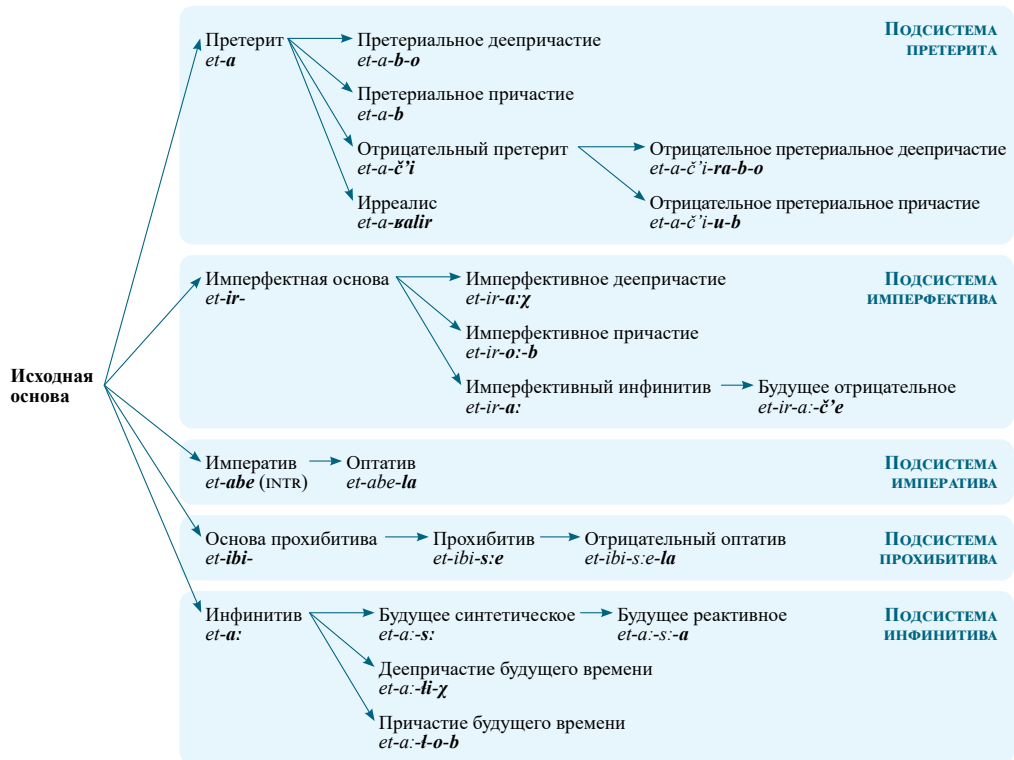 Претерит
et-a
Претериальное деепричастие
et-a-b-o
Претериальное причастие
et-a-b
Отрицательный претерит
et-a-č’i
Отрицательное претериальное деепричастие
et-a-č’i-ra-b-o
Отрицательное претериальное причастие
et-a-č’i-u-b
Ирреалис
et-a-ʁalir
Подсистема
претерита
Имперфектная основа
et-ir-
Имперфективное деепричастие
et-ir-a:χ
Имперфективное причастие
et-ir-o:-b
Имперфективный инфинитив
et-ir-a:
Будущее отрицательное
et-ir-a:-č’e
Подсистема
имперфектива
Исходная
основа
Императив
et-abe (INTR)
Оптатив
et-abe-la
Подсистема
императива
Основа прохибитива
et-ibi-
Прохибитив
et-ibi-s:e
Отрицательный оптатив
et-ibi-s:e-la
Подсистема
прохибитива
Инфинитив
et-a:
Будущее синтетическое
et-a:-s:
Будущее реактивное
et-a:-s:-a
Деепричастие будущего времени
et-a:-łi-χ
Причастие будущего времени
et-a:-ł-o-b
Подсистема
инфинитива